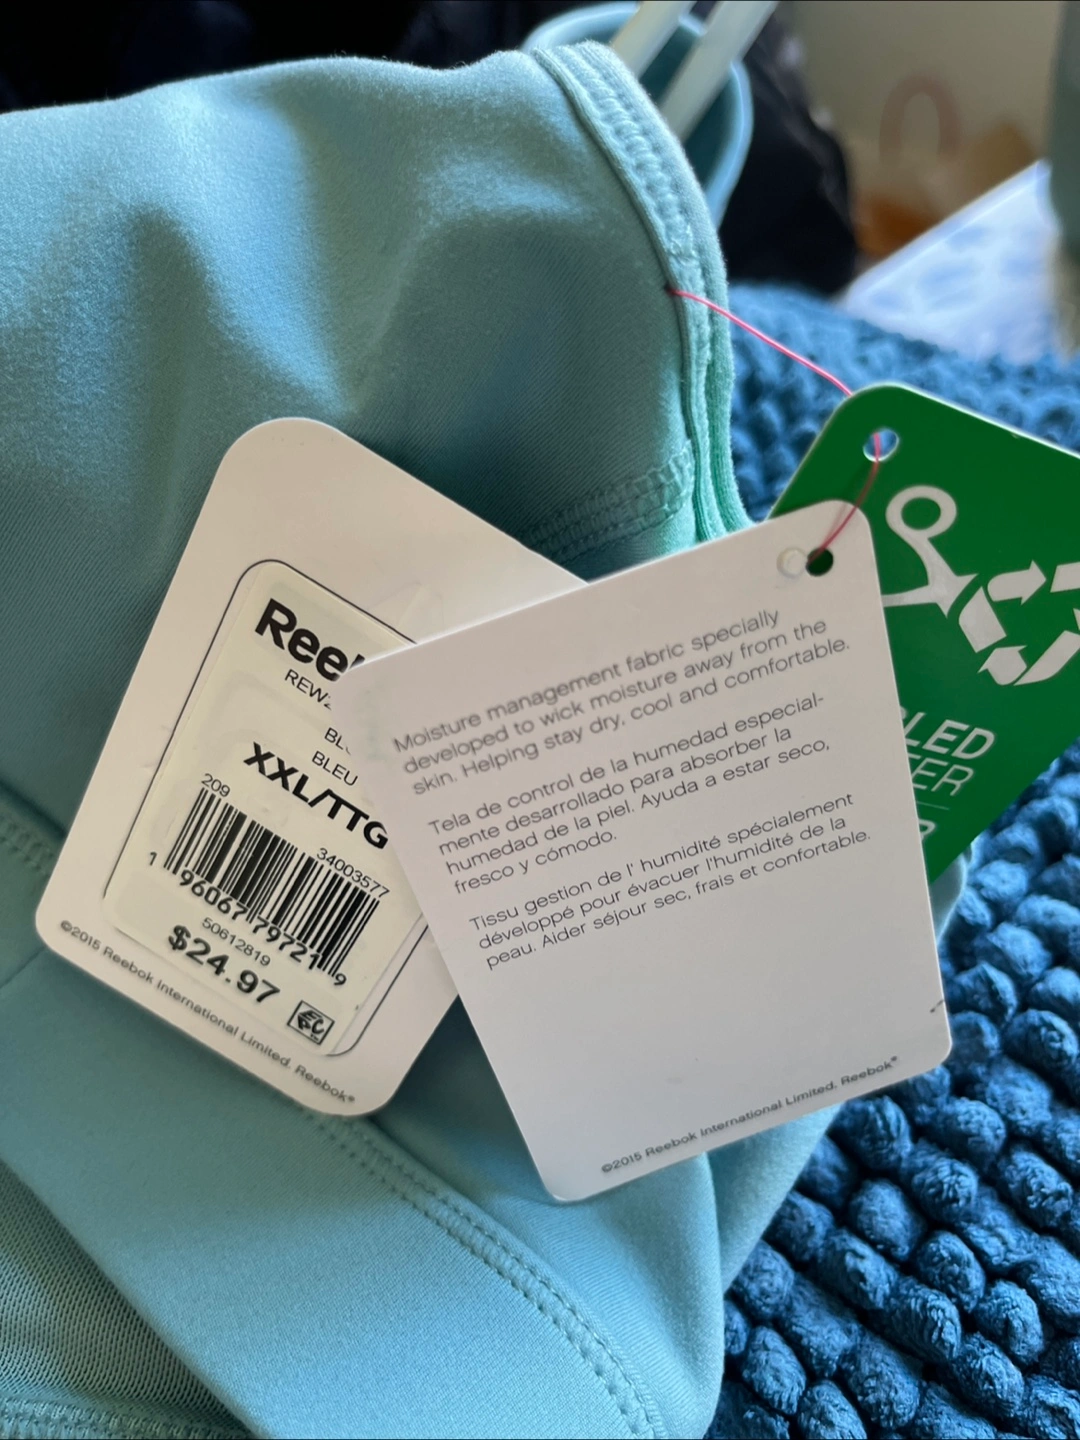 Reebok
BLEU
XXL/TTG
209
34003577
1 96067 79721 9
50612819
$24.97
©2015 Reebok International Limited. Reebok®
Moisture management fabric specially
developed to wick moisture away from the
skin. Helping stay dry, cool and comfortable.
Tela de control de la humedad especial-
mente desarrollado para absorber la
humedad de la piel. Ayuda a estar seco,
fresco y cómodo.
Tissu gestion de l' humidité spécialement
développé pour évacuer l'humidité de la
peau. Aider séjour sec, frais et confortable.
©2015 Reebok International Limited. Reebok®